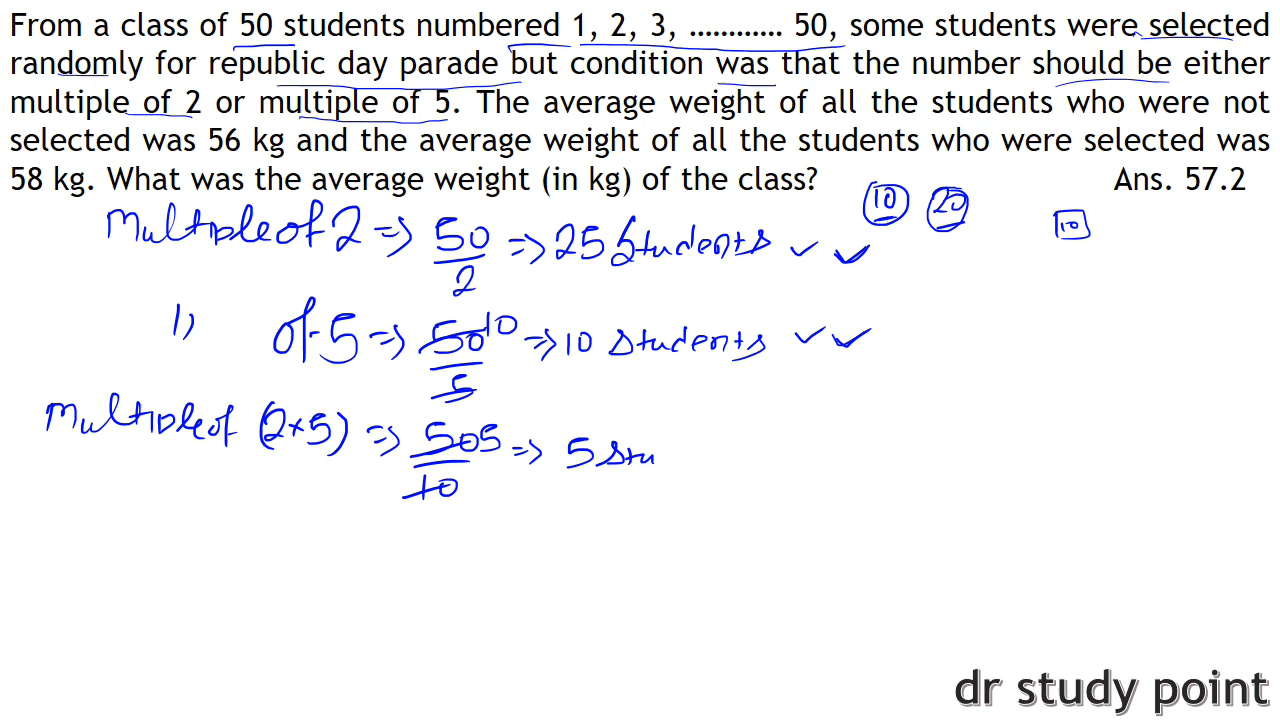 From a class of 50 students numbered 1, 2, 3, ............ 50, some students were selected
randomly for republic day parade but condition was that the number should be either
multiple of 2 or multiple of 5. The average weight of all the students who were not
selected was 56 kg and the average weight of all the students who were selected was
58 kg. What was the average weight (in kg) of the class? Ans. 57.2
10 20 10
Multiple of 2 => 50/2 => 25 Students ✓ ✓
1) of 5 => 50/5 10 => 10 Students ✓ ✓
Multiple of (2×5) => 50/10 5 => 5 Stu
dr study point